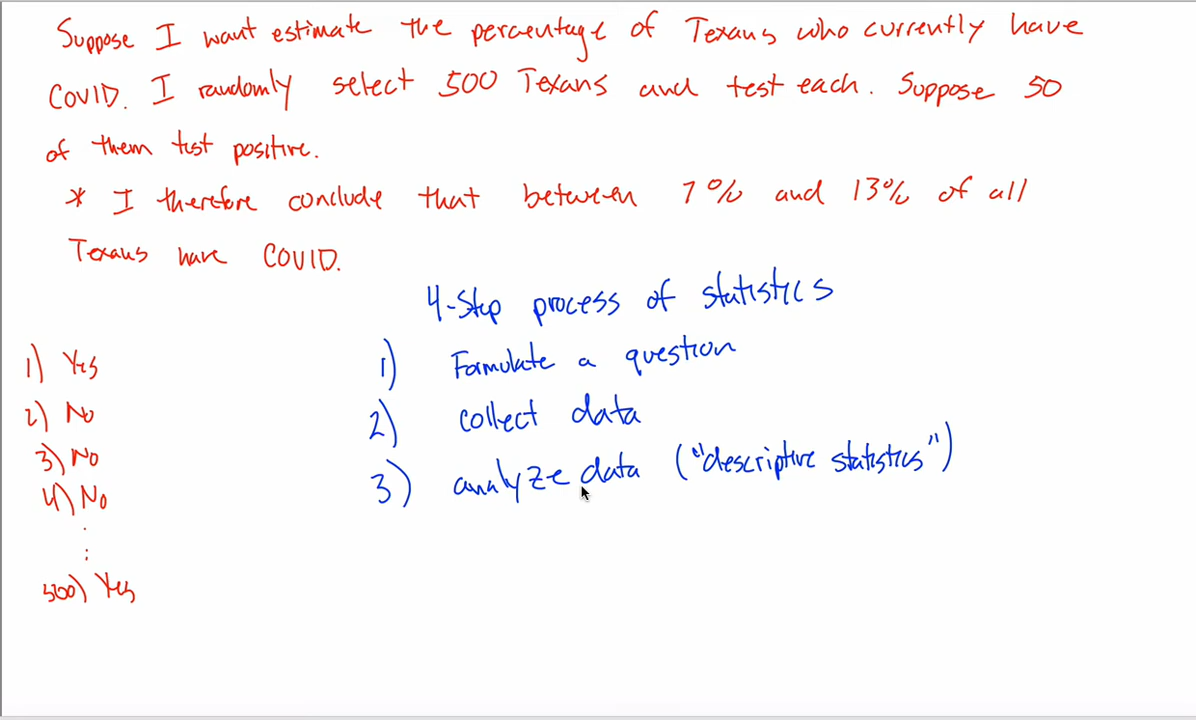 Suppose I want estimate the percentage of Texans who currently have
COVID. I randomly select 500 Texans and test each. Suppose 50
of them test positive.
* I therefore conclude that between 7% and 13% of all
Texans have COVID.
4-Step process of statistics
1) Yes
2) No
3) No
4) No
:
500) Yes
1) Formulate a question
2) collect data
3) analyze data ("descriptive statistics")